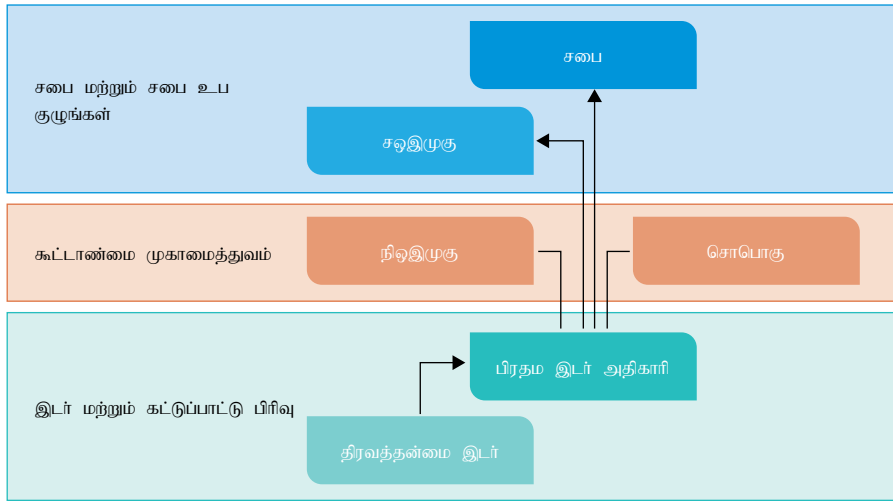 சபை மற்றும் சபை உப
குழுங்கள்
சபை
சஒஇமுகு
கூட்டாண்மை முகாமைத்துவம்
நிஒஇமுகு
சொபொகு
இடர் மற்றும் கட்டுப்பாட்டு பிரிவு
பிரதம இடர் அதிகாரி
திரவத்தன்மை இடர்